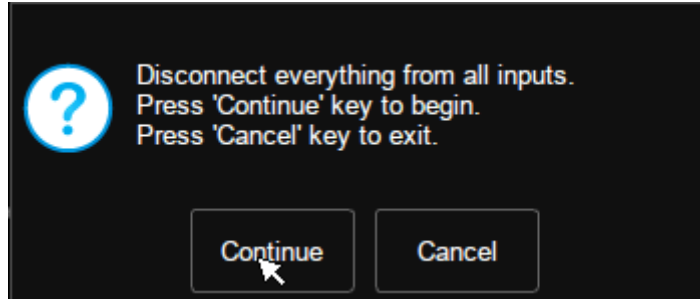 Disconnect everything from all inputs.
Press 'Continue' key to begin.
Press 'Cancel' key to exit.
Continue
Cancel